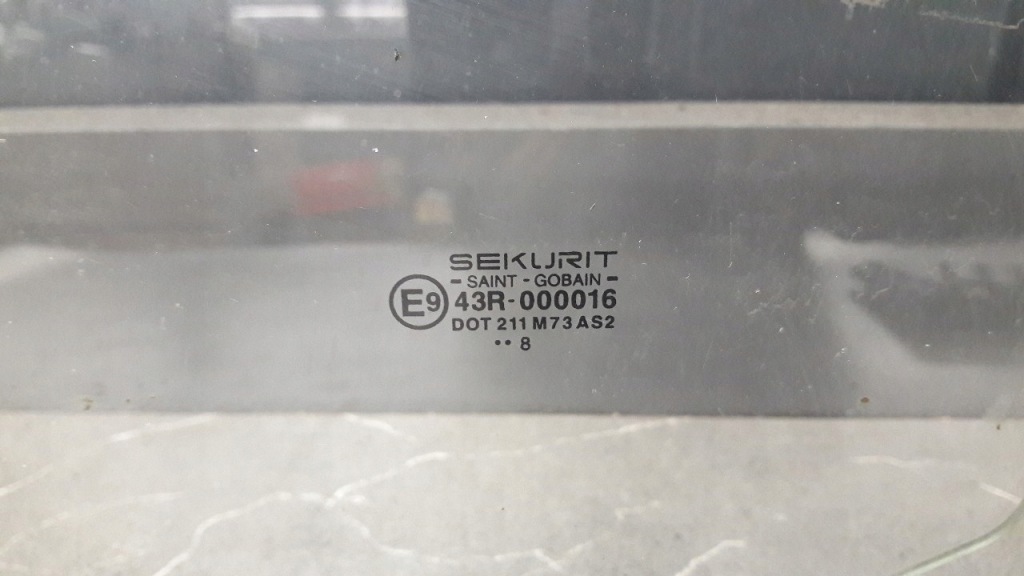 SEKURIT
- SAINT - GOBAIN -
E9 43R-000016
DOT 211 M73 AS2
•• 8